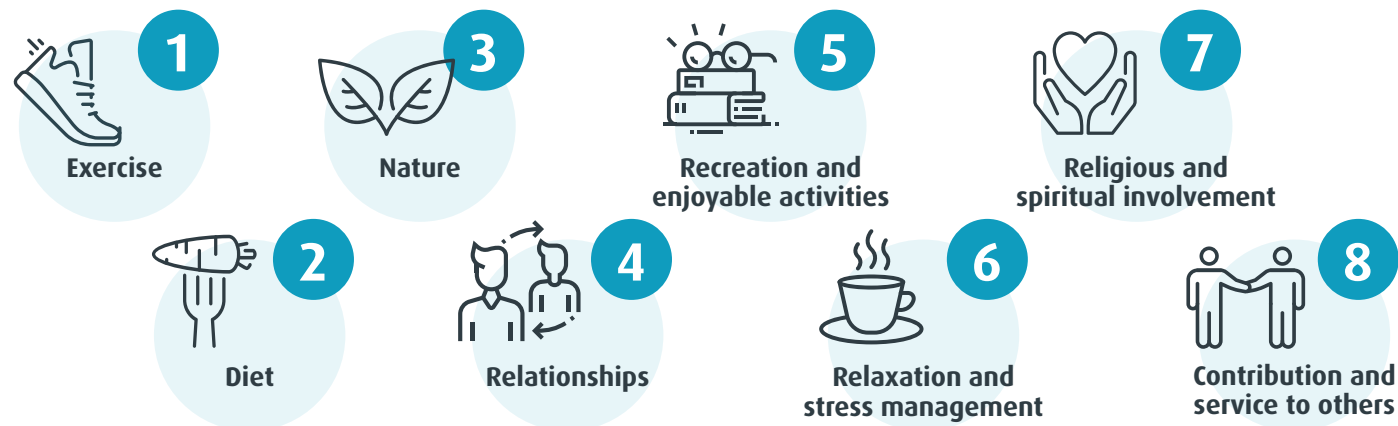 1
Exercise
2
Diet
3
Nature
4
Relationships
5
Recreation and
enjoyable activities
6
Relaxation and
stress management
7
Religious and
spiritual involvement
8
Contribution and
service to others